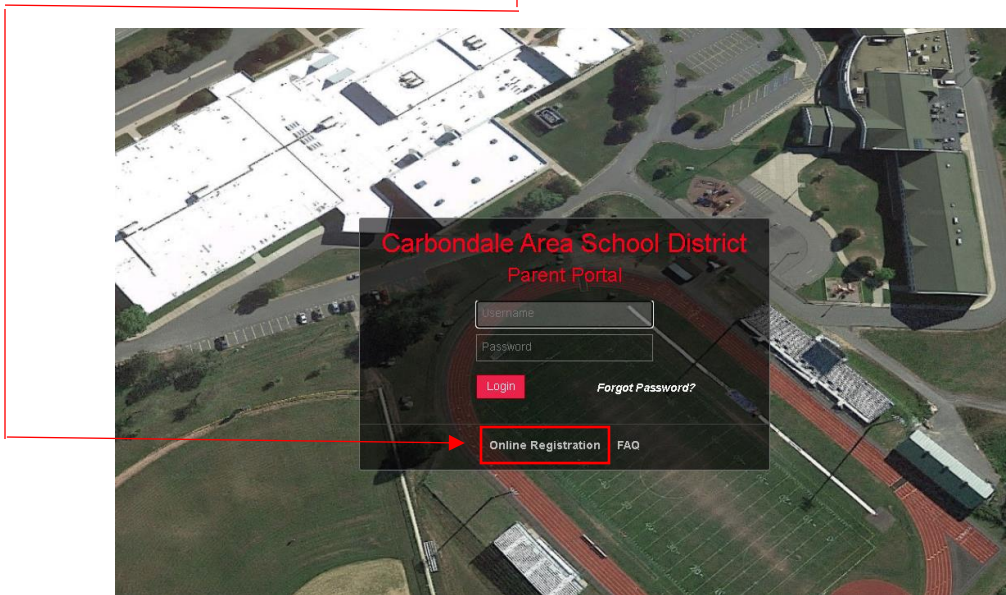 Carbondale Area School District
Parent Portal
Username
Password
Login Forgot Password?
Online Registration FAQ